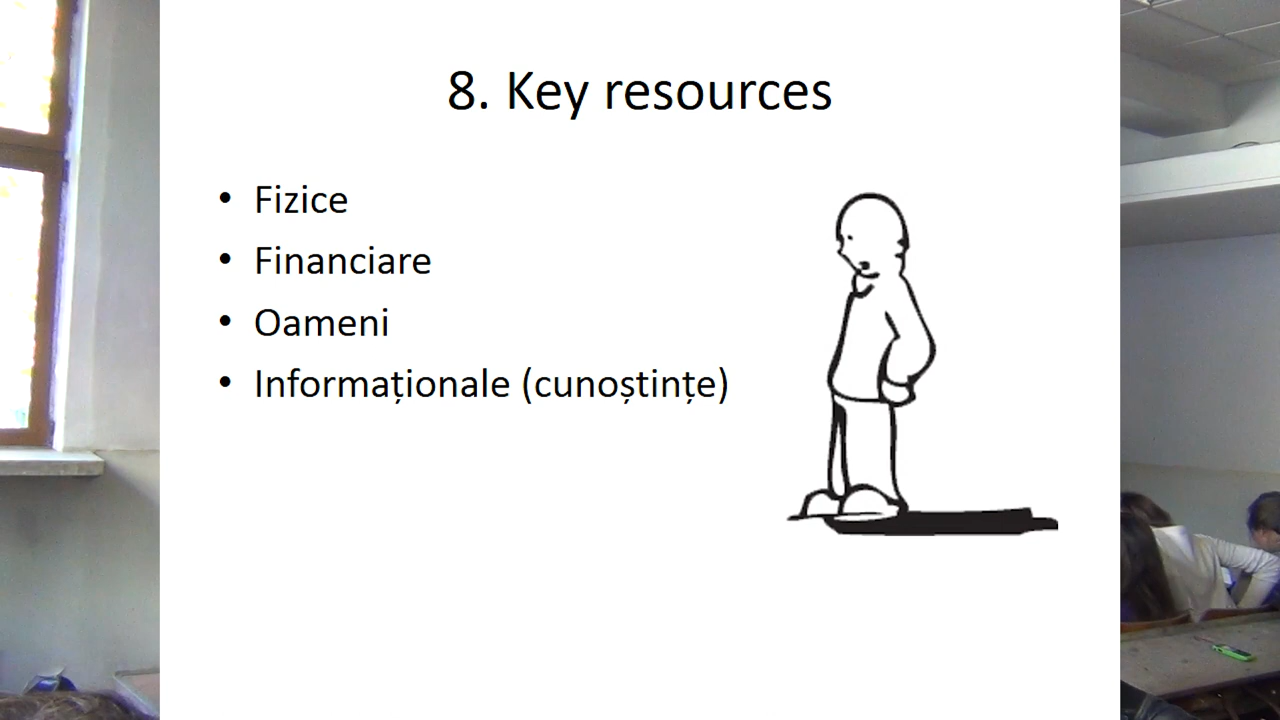 8. Key resources
• Fizice
• Financiare
• Oameni
• Informaționale (cunoștințe)